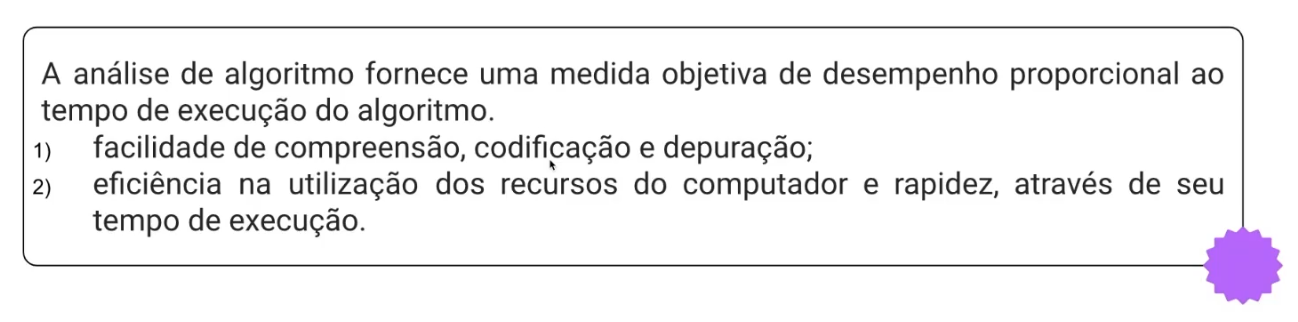 A análise de algoritmo fornece uma medida objetiva de desempenho proporcional ao
tempo de execução do algoritmo.
1) facilidade de compreensão, codificação e depuração;
2) eficiência na utilização dos recursos do computador e rapidez, através de seu
tempo de execução.